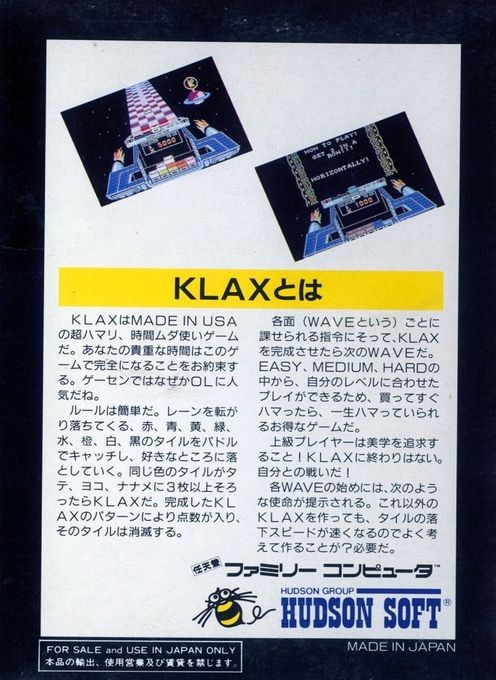 5000
HOW TO PLAY!
HORIZONTALLY!
1000
KLAXとは
KLAXはMADE IN USA
の超ハマリ、時間ムダ使いゲーム
だ。あなたの貴重な時間はこのゲー
ムで完全になることをお約束す
る。ゲーセンではなぜかOLに人
気だね。
ルールは簡単だ。レーンを転が
り落ちてくる、赤、青、黄、緑、
水、橙、白、黒のタイルをパドル
でキャッチし、好きなところに落
としていく。同じ色のタイルがタ
テ、ヨコ、ナナメに3枚以上そろ
ったらKLAXだ。完成したKL
AXのパターンにより点数が入り、
そのタイルは消滅する。
各面(WAVEという)ごとに
課せられる指令にそって、KLAX
を完成させたら次のWAVEだ。
EASY、MEDIUM、HARDの
中から、自分のレベルに合わせた
プレイができるため、買ってすぐ
ハマったら、一生ハマっていられ
るお得なゲームだ。
上級プレイヤーは美学を追求す
ること!KLAXに終わりはない。
自分との戦いだ!
各WAVEの始めには、次のよう
な使命が提示される。これ以外の
KLAXを作っても、タイルの落
下スピードが速くなるのでよく考
えて作ることが?必要だ。
任天堂 ファミリー コンピュータ™
HUDSON GROUP
HUDSON SOFT®
FOR SALE and USE IN JAPAN ONLY
本品の輸出、使用営業及び賃貸を禁じます。
MADE IN JAPAN